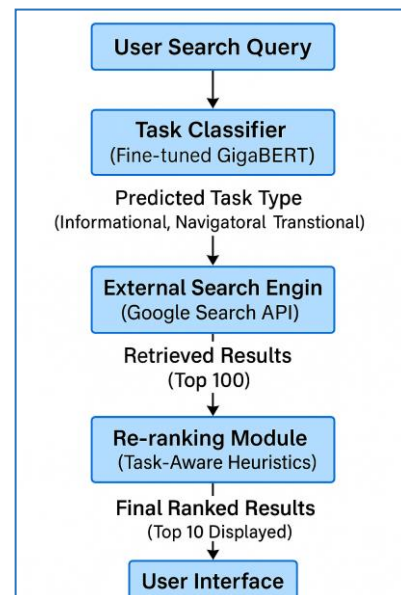 User Search Query
Task Classifier
(Fine-tuned GigaBERT)
Predicted Task Type
(Informational, Navigatoral Transtional)
External Search Engin
(Google Search API)
Retrieved Results
(Top 100)
Re-ranking Module
(Task-Aware Heuristics)
Final Ranked Results
(Top 10 Displayed)
User Interface